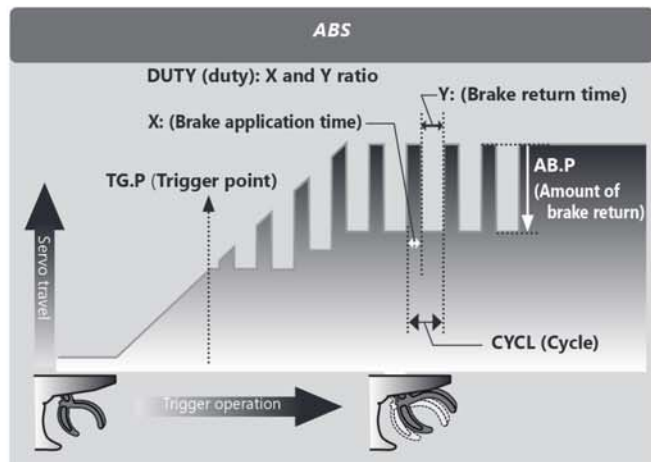 ABS
DUTY (duty): X and Y ratio
Y: (Brake return time)
X: (Brake application time)
TG.P (Trigger point)
AB.P
(Amount of
brake return)
Servo travel
CYCL (Cycle)
Trigger operation